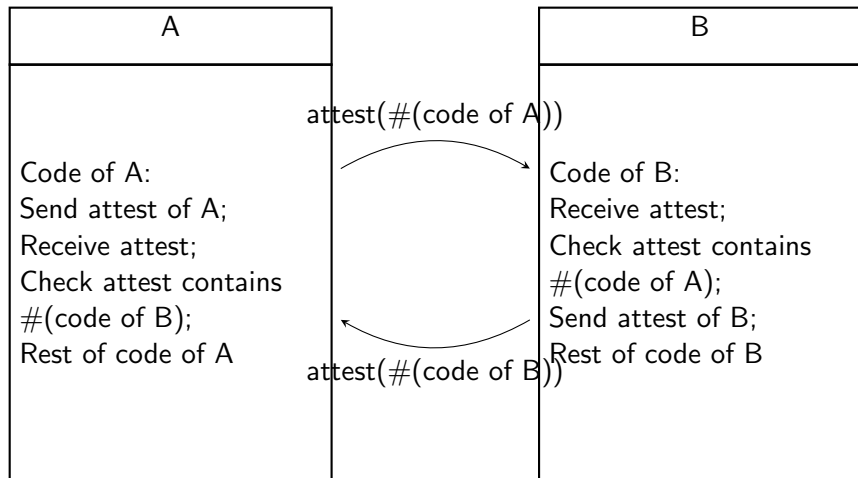 A
B
attest(#(code of A))
Code of A:
Send attest of A;
Receive attest;
Check attest contains
#(code of B);
Rest of code of A
Code of B:
Receive attest;
Check attest contains
#(code of A);
Send attest of B;
Rest of code of B
attest(#(code of B))